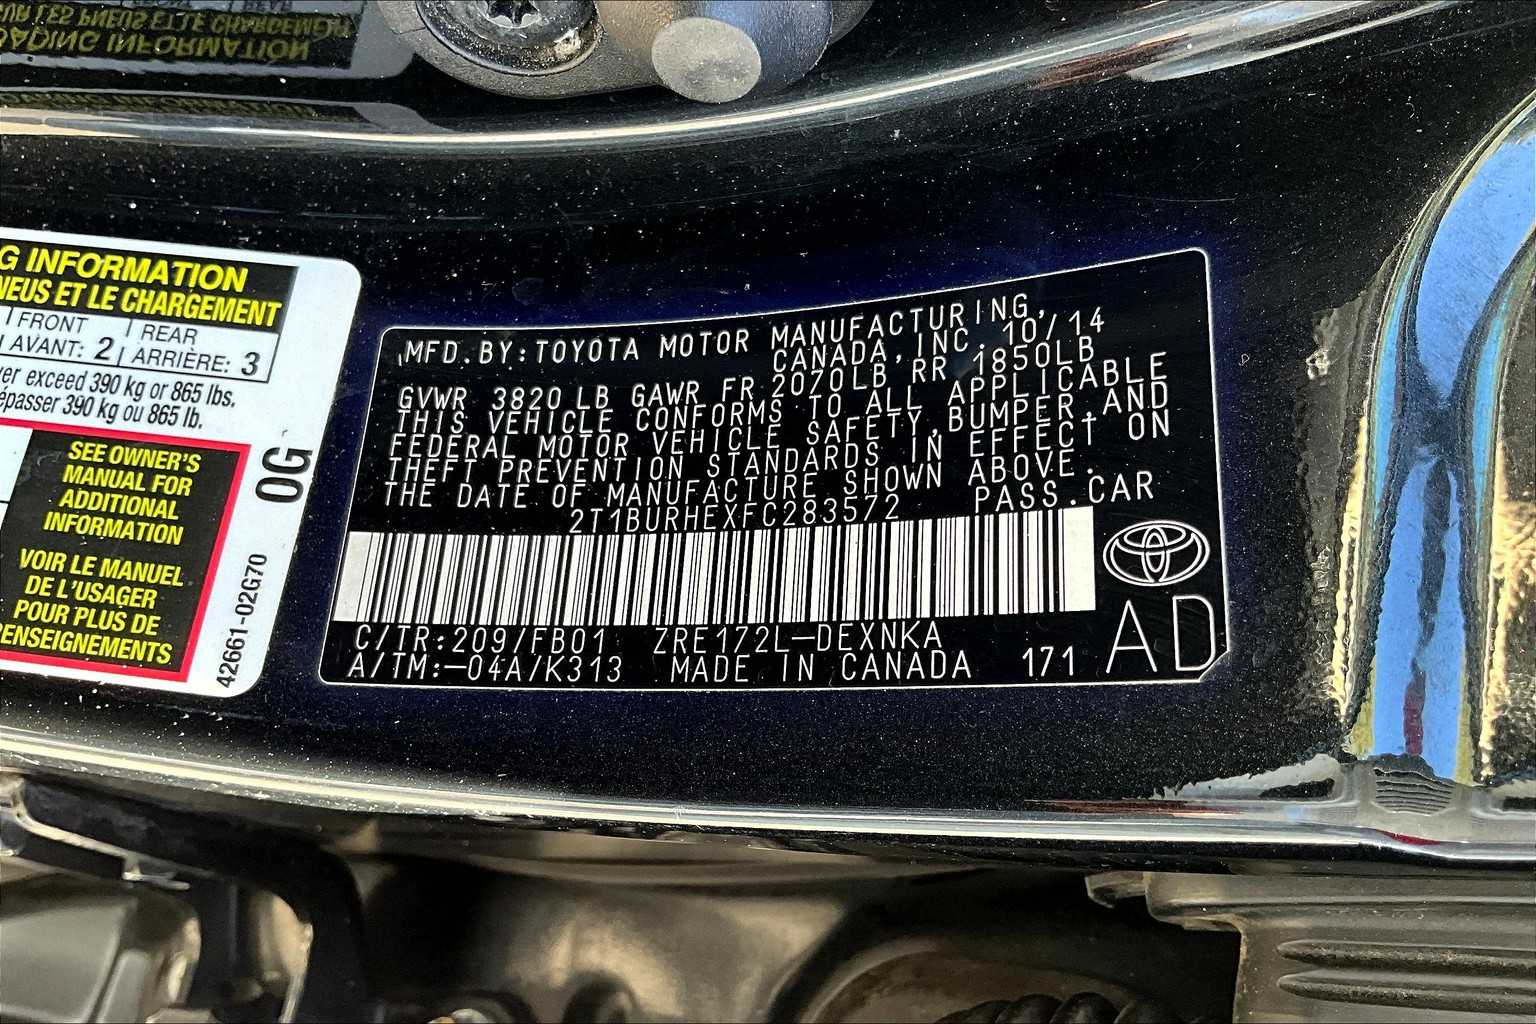 G INFORMATION
NEUS ET LE CHARGEMENT
FRONT | REAR
AVANT: 2 | ARRIÈRE: 3
er exceed 390 kg or 865 lbs.
épasser 390 kg ou 865 lb.
SEE OWNER'S
MANUAL FOR
ADDITIONAL
INFORMATION
VOIR LE MANUEL
DE L'USAGER
POUR PLUS DE
RENSEIGNEMENTS
0G
42661-02G70
MFD.BY:TOYOTA MOTOR MANUFACTURING,
CANADA,INC. 10/14
GVWR 3820 LB GAWR FR 2070LB RR 1850LB
THIS VEHICLE CONFORMS TO ALL APPLICABLE
FEDERAL MOTOR VEHICLE SAFETY,BUMPER,AND
THEFT PREVENTION STANDARDS IN EFFECT ON
THE DATE OF MANUFACTURE SHOWN ABOVE.
2T1BURHEXFC283572 PASS.CAR
C/TR:209/FB01 ZRE172L-DEXNKA
A/TM:-04A/K313 MADE IN CANADA 171
AD